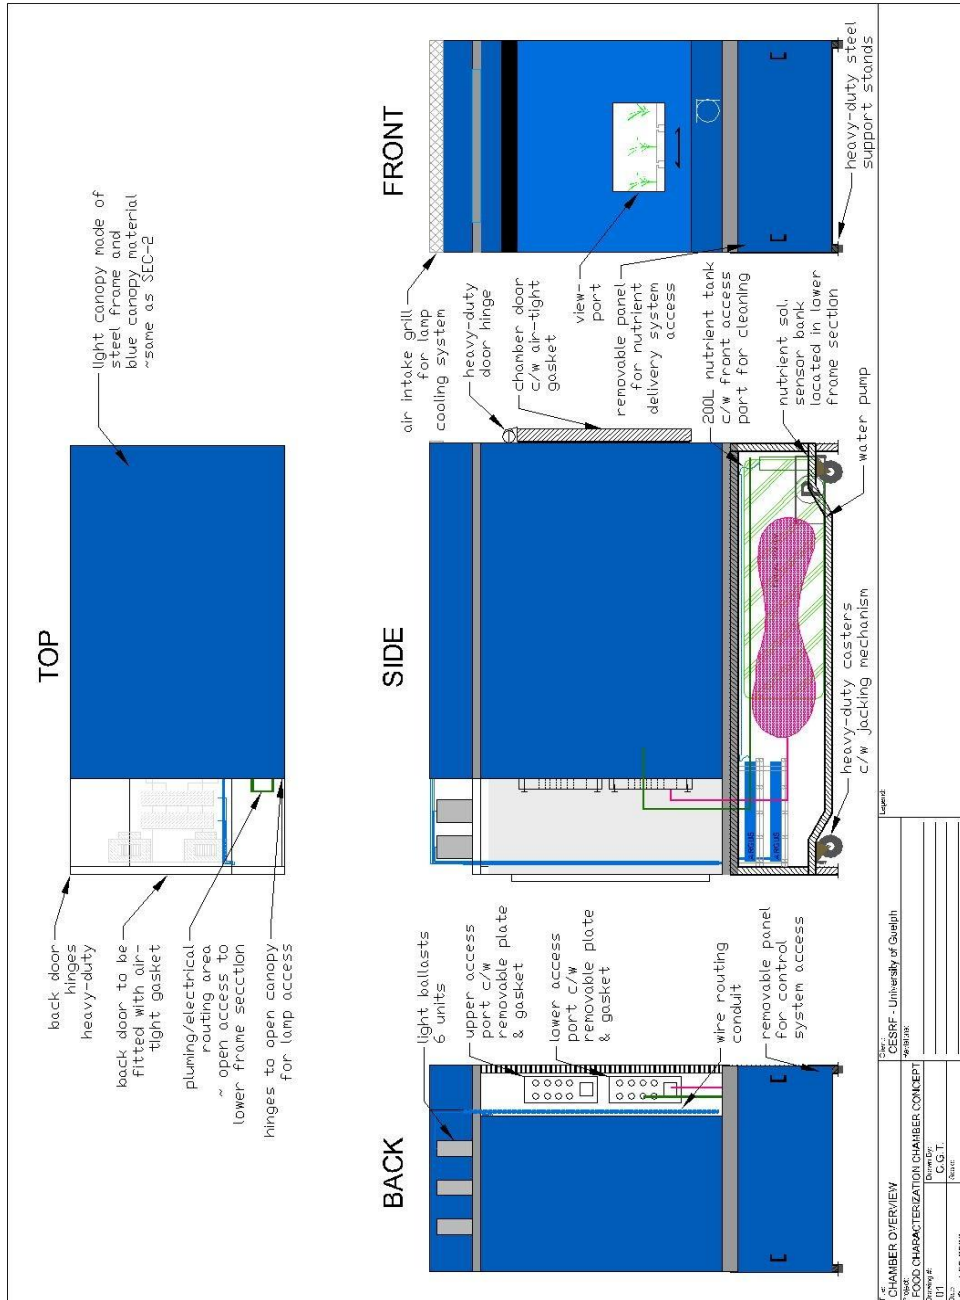 TOP
light canopy made of
steel frame and
blue canopy material
~same as SEC-2
back door
hinges
heavy-duty
back door to be
fitted with air-
tight gasket
pluming/electrical
routing area
~ open access to
lower frame secction
hinges to open canopy
for lamp access
FRONT
air intake grill
for lamp
cooling system
heavy-duty
door hinge
chamber door
c/w air-tight
gasket
view-
port
removable panel
for nutrient
delivery system
access
heavy-duty steel
support stands
SIDE
200L nutrient tank
c/w front access
port for cleaning
nutrient sol.
sensor bank
located in lower
frame section
water pump
heavy-duty casters
c/w jacking mechanism
ARGUS
ARGUS
BACK
light ballasts
6 units
upper access
port c/w
removable plate
& gasket
lower access
port c/w
removable plate
& gasket
wire routing
conduit
removable panel
for control
system access
CHAMBER OVERVIEW
FOOD CHARACTERIZATION CHAMBER CONCEPT
Drawing #:
01
Drawn By:
C.G.T.
CESRF - University of Guelph
Legend: